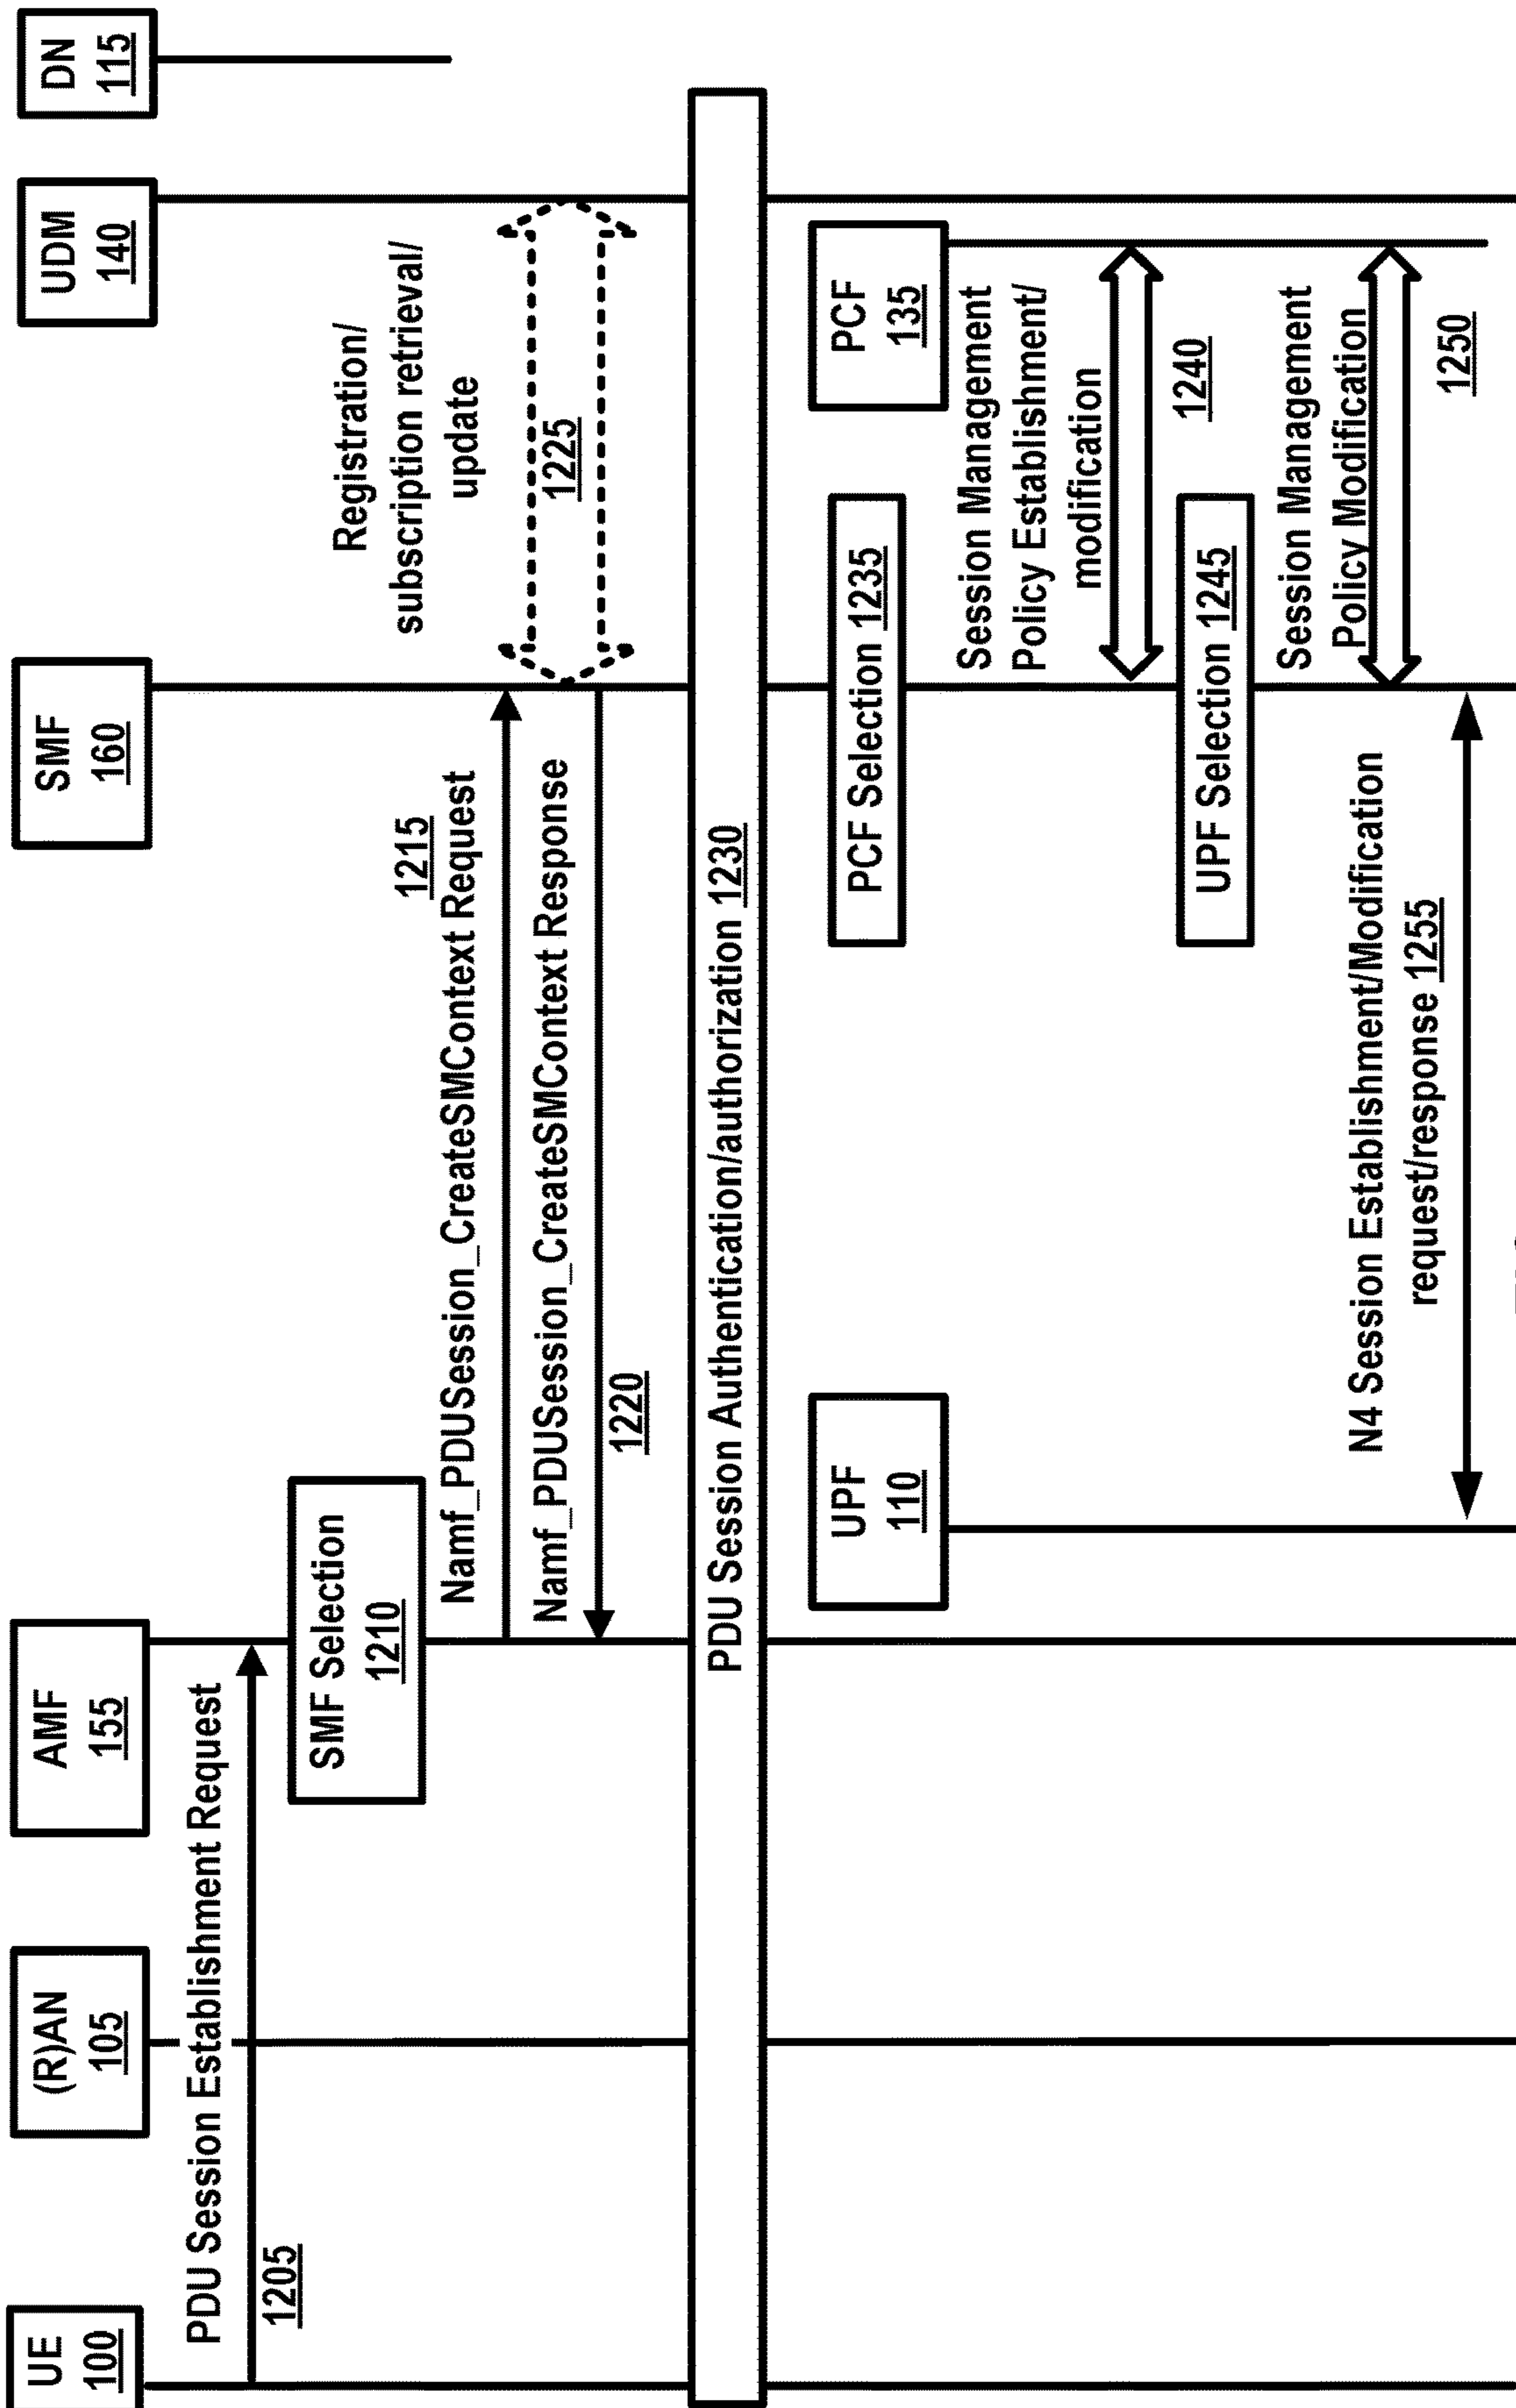 UE
100
(R)AN
105
AMF
155
SMF
160
UDM
140
DN
115
PDU Session Establishment Request
1205
SMF Selection
1210
1215
Namf_PDUSession_CreateSMContext Request
Namf_PDUSession_CreateSMContext Response
1220
Registration/
subscription retrieval/
update
1225
PDU Session Authentication/authorization 1230
UPF
110
PCF Selection 1235
PCF
135
Session Management
Policy Establishment/
modification
1240
UPF Selection 1245
Session Management
Policy Modification
1250
N4 Session Establishment/Modification
request/response 1255